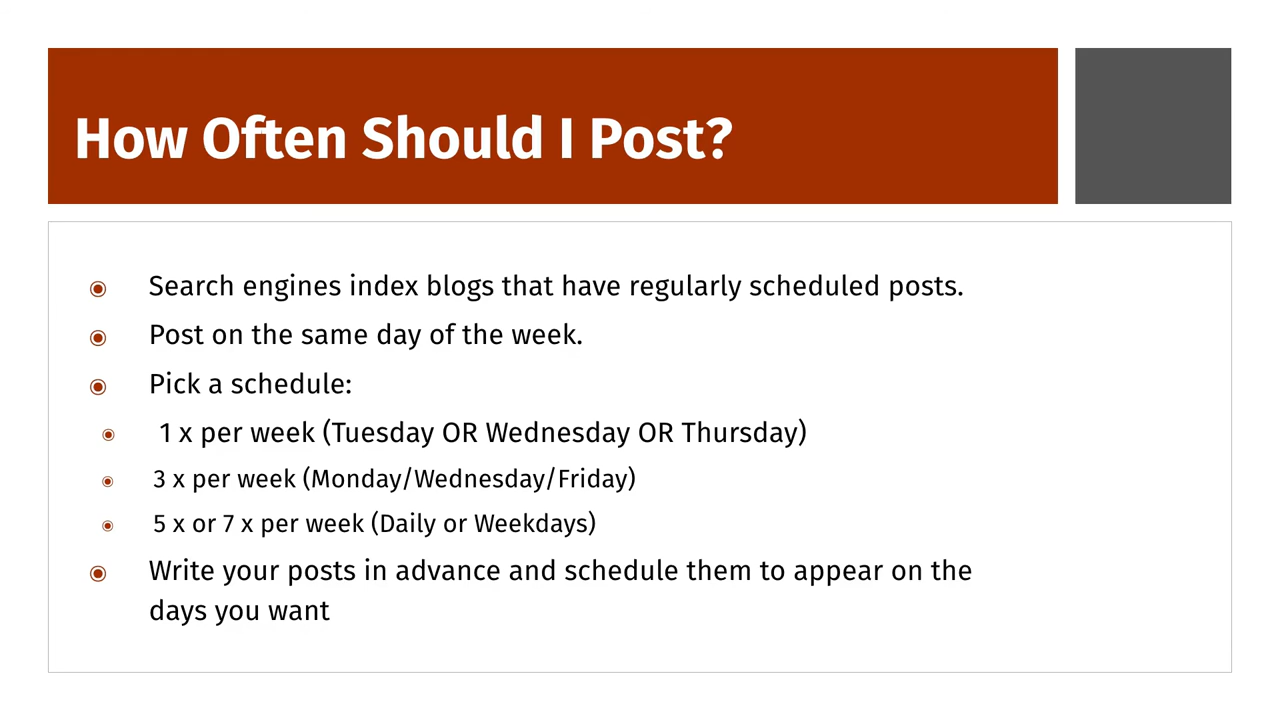 How Often Should I Post?
Search engines index blogs that have regularly scheduled posts.
Post on the same day of the week.
Pick a schedule:
1 x per week (Tuesday OR Wednesday OR Thursday)
3 x per week (Monday/Wednesday/Friday)
5 x or 7 x per week (Daily or Weekdays)
Write your posts in advance and schedule them to appear on the
days you want